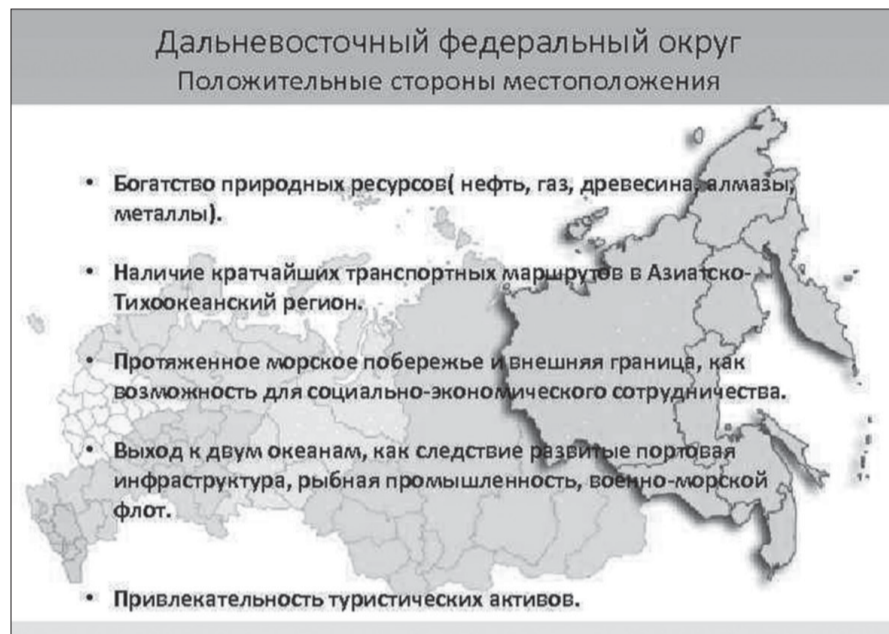 Дальневосточный федеральный округ
Положительные стороны местоположения
• Богатство природных ресурсов( нефть, газ, древесина, алмазы,
металлы).
• Наличие кратчайших транспортных маршрутов в Азиатско-
Тихоокеанский регион.
• Протяженное морское побережье и внешняя граница, как
возможность для социально-экономического сотрудничества.
• Выход к двум океанам, как следствие развитые портовая
инфраструктура, рыбная промышленность, военно-морской
флот.
• Привлекательность туристических активов.